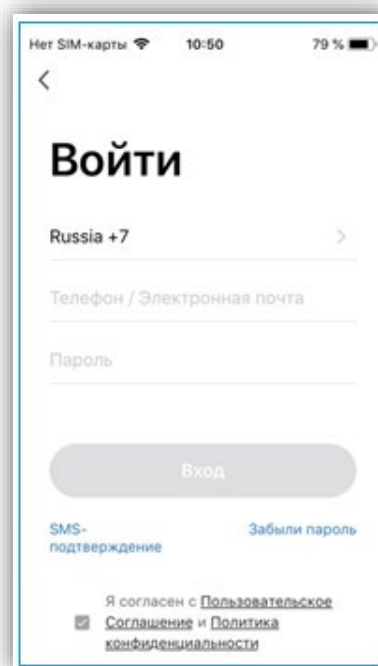 Нет SIM-карты 10:50 79 %
Войти
Russia +7
Телефон / Электронная почта
Пароль
Вход
SMS- Забыли пароль
подтверждение
Я согласен с Пользовательское
Соглашение и Политика
конфиденциальности